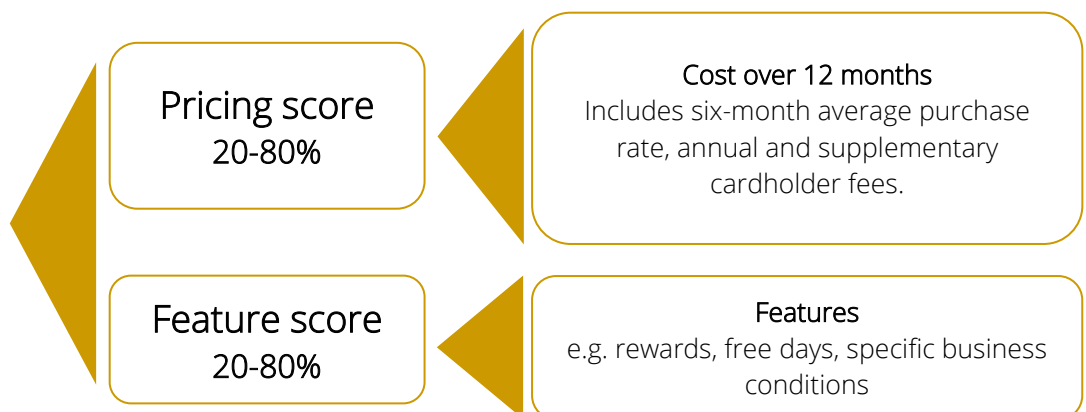 Pricing score
20-80%
Cost over 12 months
Includes six-month average purchase
rate, annual and supplementary
cardholder fees.
Feature score
20-80%
Features
e.g. rewards, free days, specific business
conditions